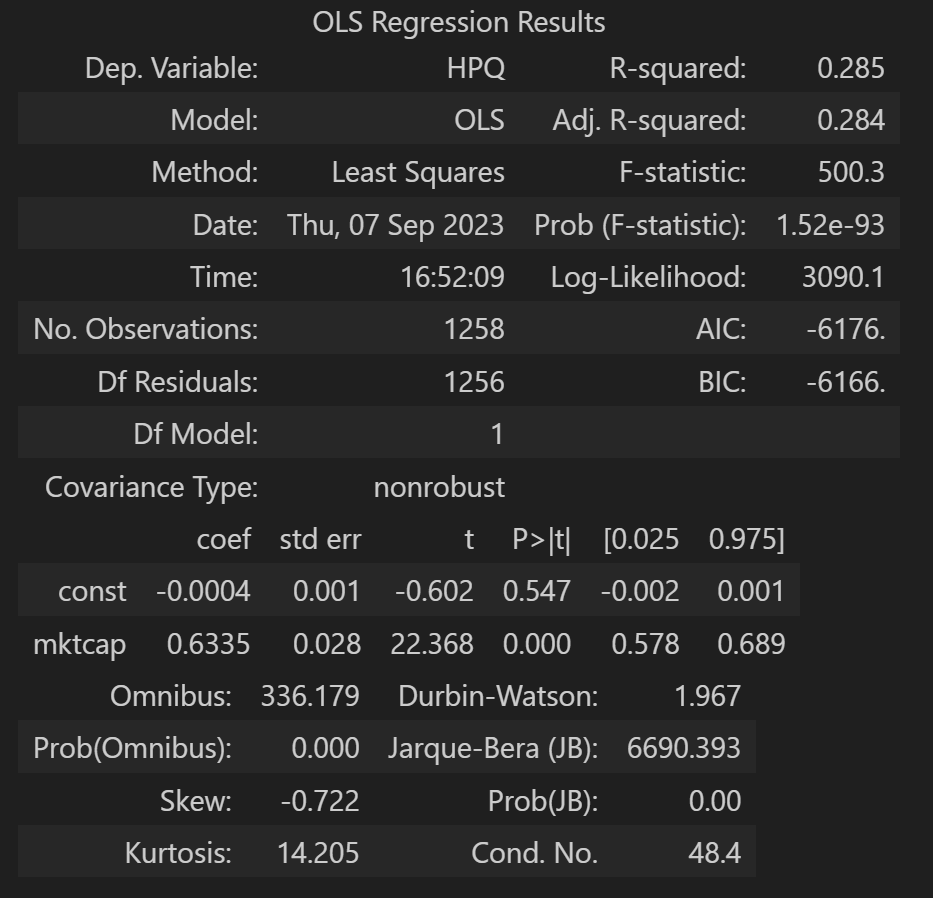 OLS Regression Results
Dep. Variable: HPQ R-squared: 0.285
Model: OLS Adj. R-squared: 0.284
Method: Least Squares F-statistic: 500.3
Date: Thu, 07 Sep 2023 Prob (F-statistic): 1.52e-93
Time: 16:52:09 Log-Likelihood: 3090.1
No. Observations: 1258 AIC: -6176.
Df Residuals: 1256 BIC: -6166.
Df Model: 1
Covariance Type: nonrobust
coef std err t P>|t| [0.025 0.975]
const -0.0004 0.001 -0.602 0.547 -0.002 0.001
mktcap 0.6335 0.028 22.368 0.000 0.578 0.689
Omnibus: 336.179 Durbin-Watson: 1.967
Prob(Omnibus): 0.000 Jarque-Bera (JB): 6690.393
Skew: -0.722 Prob(JB): 0.00
Kurtosis: 14.205 Cond. No. 48.4